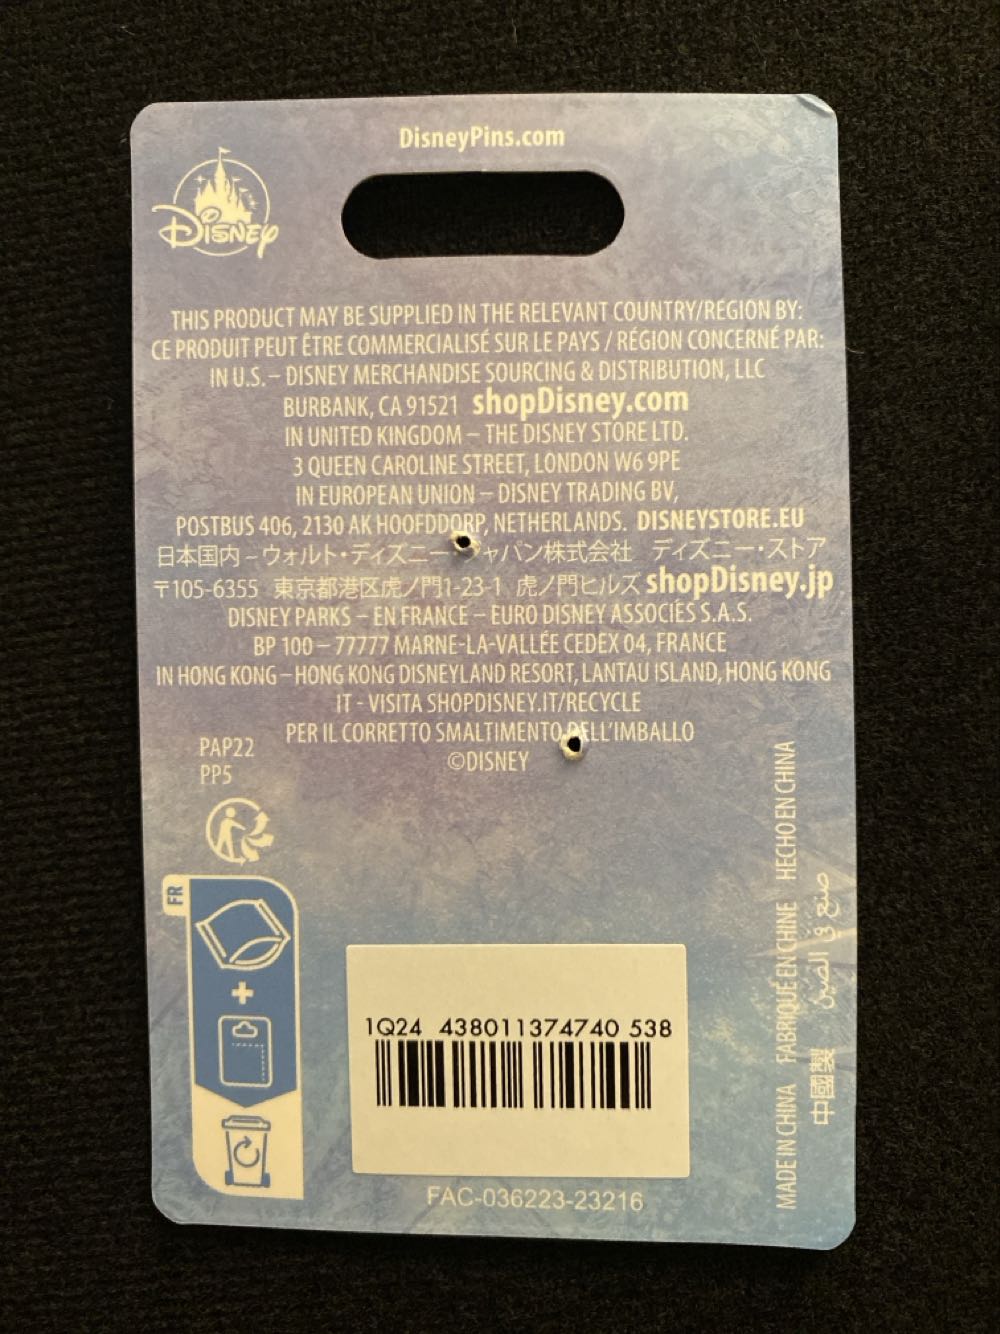 DisneyPins.com
Disney
THIS PRODUCT MAY BE SUPPLIED IN THE RELEVANT COUNTRY/REGION BY:
CE PRODUIT PEUT ÊTRE COMMERCIALISÉ SUR LE PAYS / RÉGION CONCERNÉ PAR:
IN U.S. – DISNEY MERCHANDISE SOURCING & DISTRIBUTION, LLC
BURBANK, CA 91521 shopDisney.com
IN UNITED KINGDOM – THE DISNEY STORE LTD.
3 QUEEN CAROLINE STREET, LONDON W6 9PE
IN EUROPEAN UNION – DISNEY TRADING BV,
POSTBUS 406, 2130 AK HOOFDDORP, NETHERLANDS. DISNEYSTORE.EU
日本国内 – ウォルト・ディズニー・ジャパン株式会社 ディズニー・ストア
〒105-6355 東京都港区虎ノ門1-23-1 虎ノ門ヒルズ shopDisney.jp
DISNEY PARKS – EN FRANCE – EURO DISNEY ASSOCIÉS S.A.S.
BP 100 – 77777 MARNE-LA-VALLÉE CEDEX 04, FRANCE
IN HONG KONG – HONG KONG DISNEYLAND RESORT, LANTAU ISLAND, HONG KONG
IT - VISITA SHOPDISNEY.IT/RECYCLE
PER IL CORRETTO SMALTIMENTO DELL'IMBALLO
©DISNEY
PAP22
PP5
FR
+
1Q24 438011374740 538
FAC-036223-23216
MADE IN CHINA FABRIQUÉ EN CHINE HECHO EN CHINA
中國製 صنع في الصين